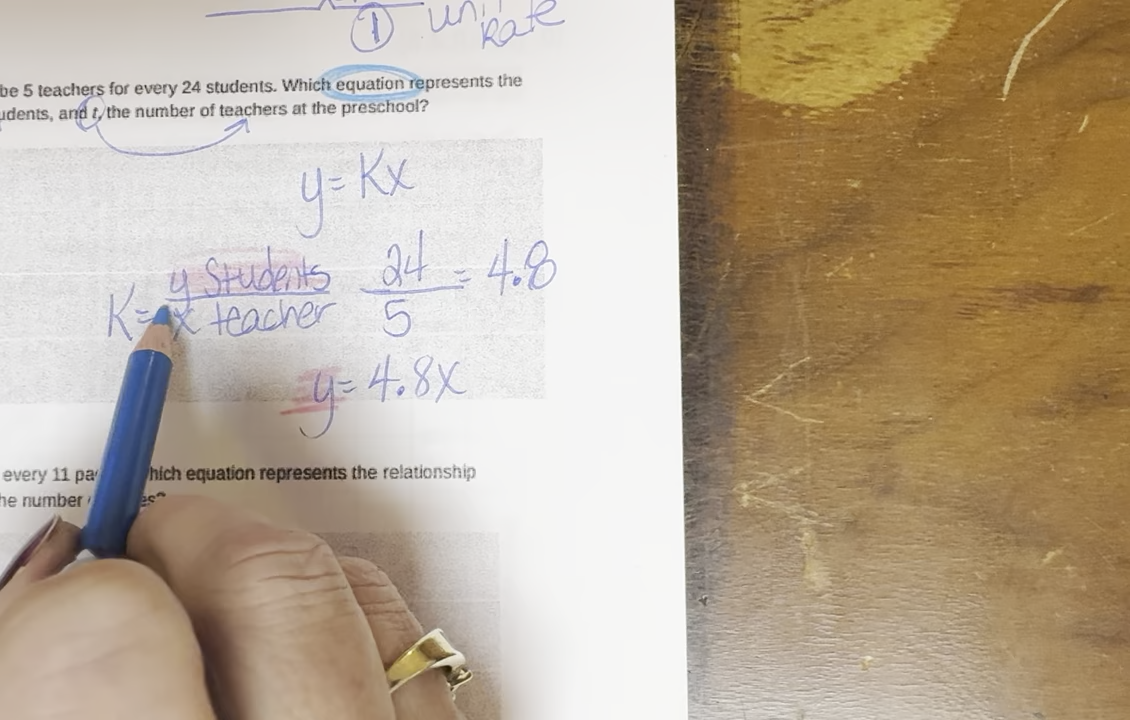 ① unit
Rate
be 5 teachers for every 24 students. Which equation represents the
udents, and t, the number of teachers at the preschool?
y = Kx
K = y Students / x teacher 24 / 5 = 4.8
y = 4.8x
every 11 pa hich equation represents the relationship
he number es?